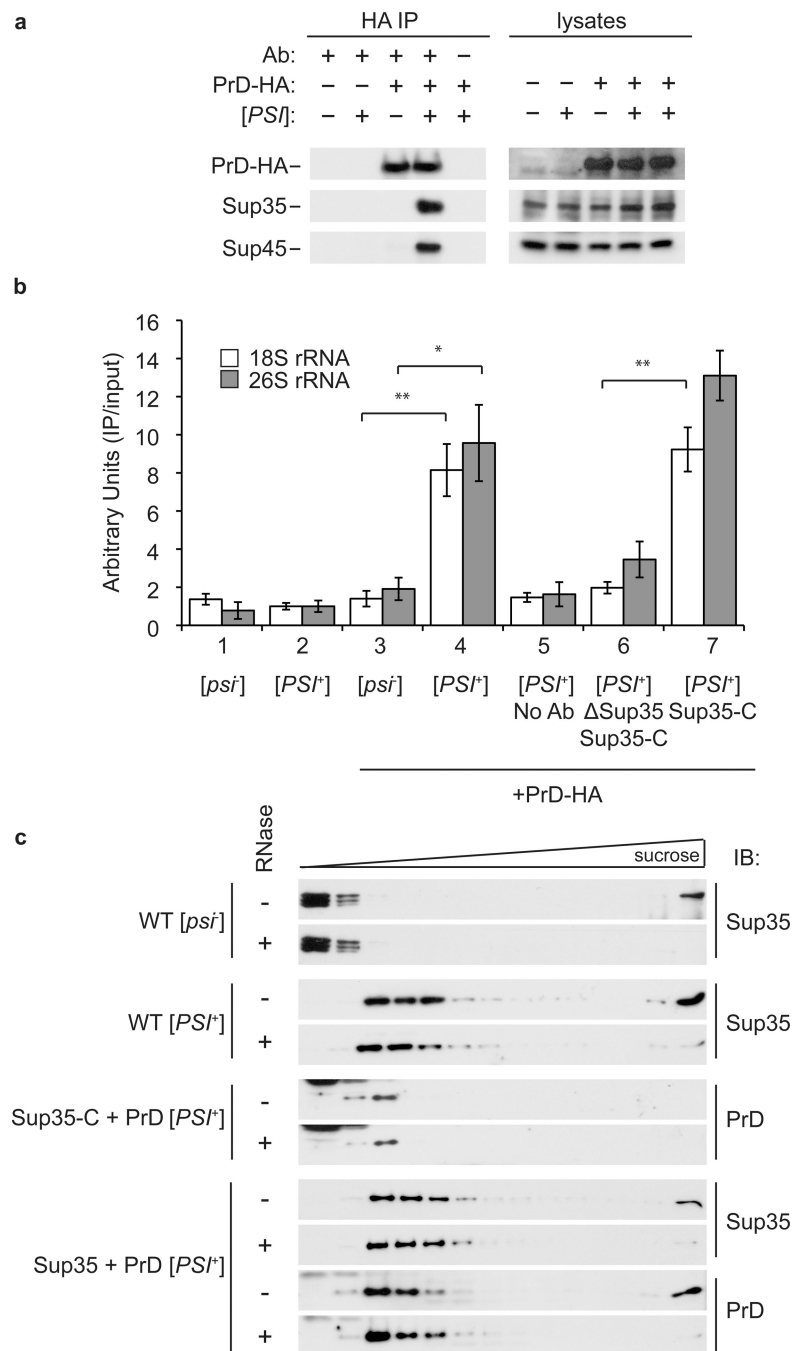 a
HA IP lysates
Ab: + + + + –
PrD-HA: – – + + + – – + + +
[PSI]: – + – + + – + – + +
PrD-HA–
Sup35–
Sup45–
b
Arbitrary Units (IP/input)
16
14
12
10
8
6
4
2
0
18S rRNA
26S rRNA
*
**
**
1 2 3 4 5 6 7
[psi-] [PSI+] [psi-] [PSI+] [PSI+] [PSI+] [PSI+]
No Ab ΔSup35 Sup35-C
Sup35-C
+PrD-HA
c
RNase
sucrose
IB:
WT [psi-]
-
+
Sup35
WT [PSI+]
-
+
Sup35
Sup35-C + PrD [PSI+]
-
+
PrD
Sup35 + PrD [PSI+]
-
+
Sup35
-
+
PrD